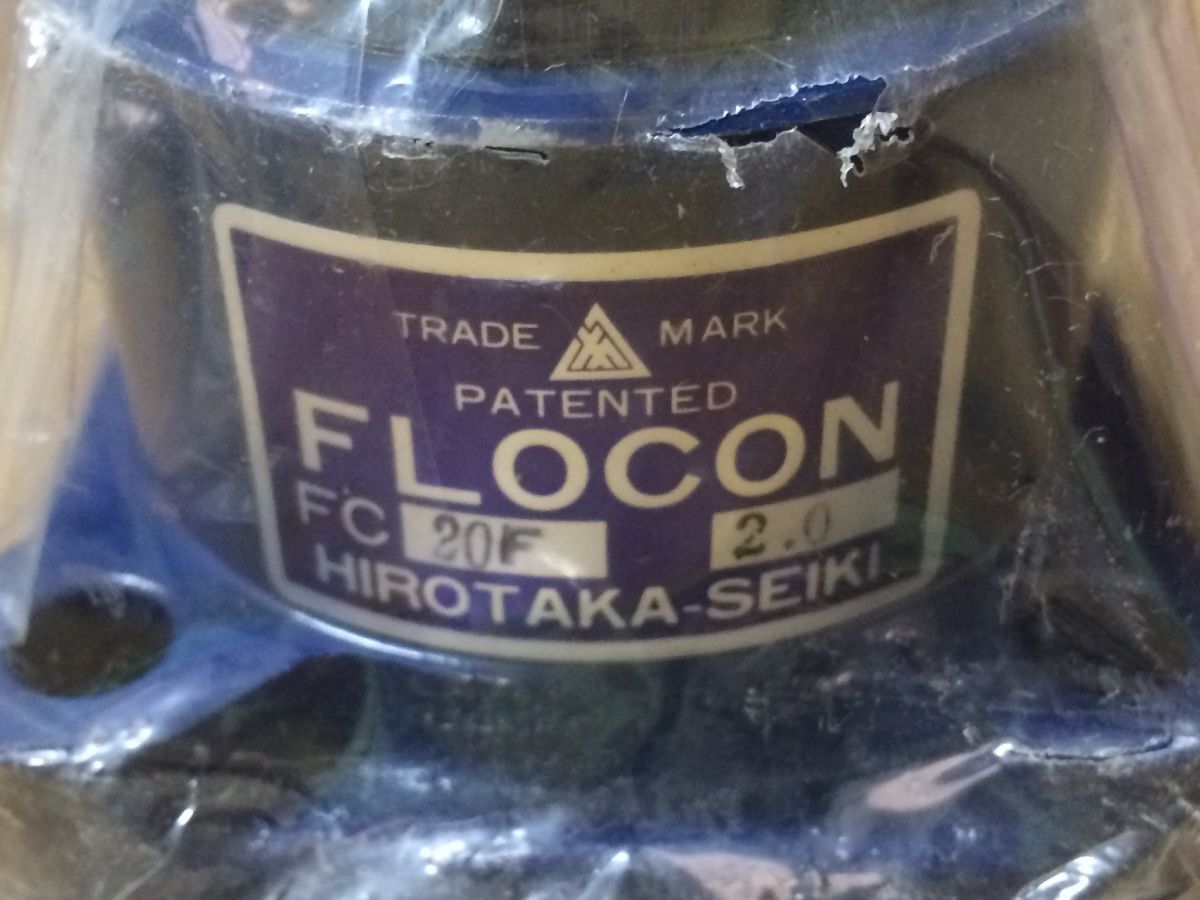 TRADE MARK
PATENTED
FLOCON
FC 20F 2.0
HIROTAKA-SEIKI